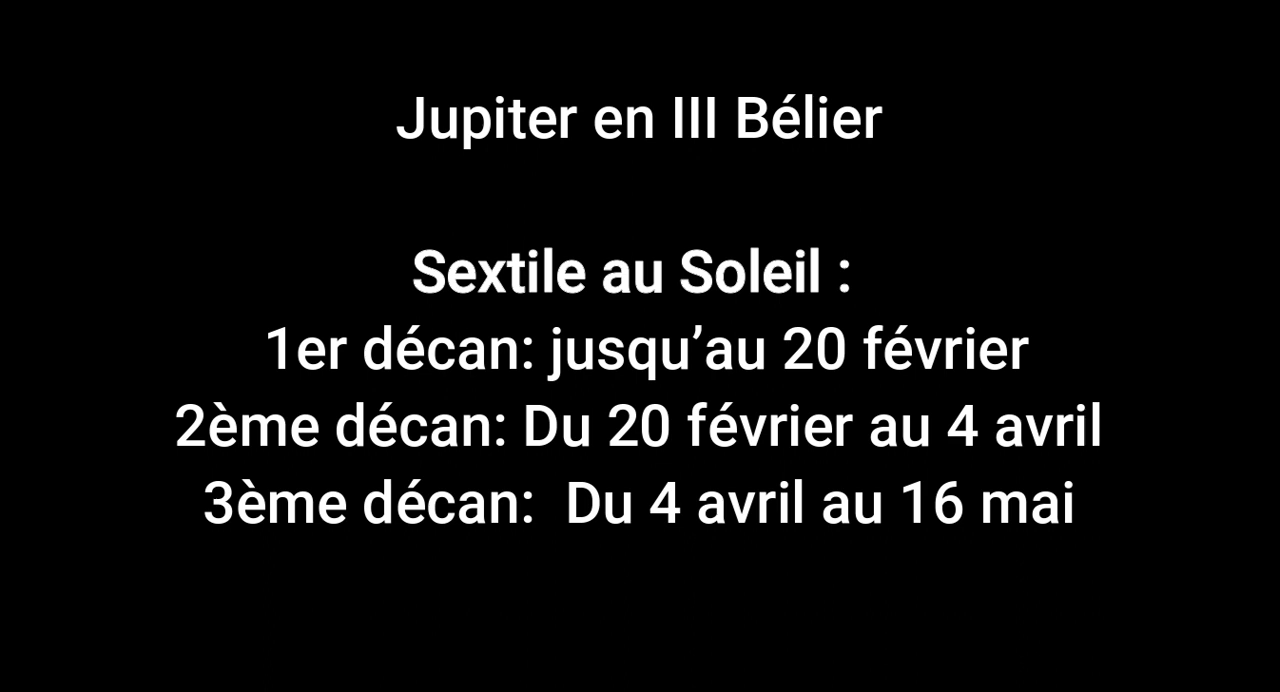 Jupiter en III Bélier
Sextile au Soleil :
1er décan: jusqu’au 20 février
2ème décan: Du 20 février au 4 avril
3ème décan:  Du 4 avril au 16 mai